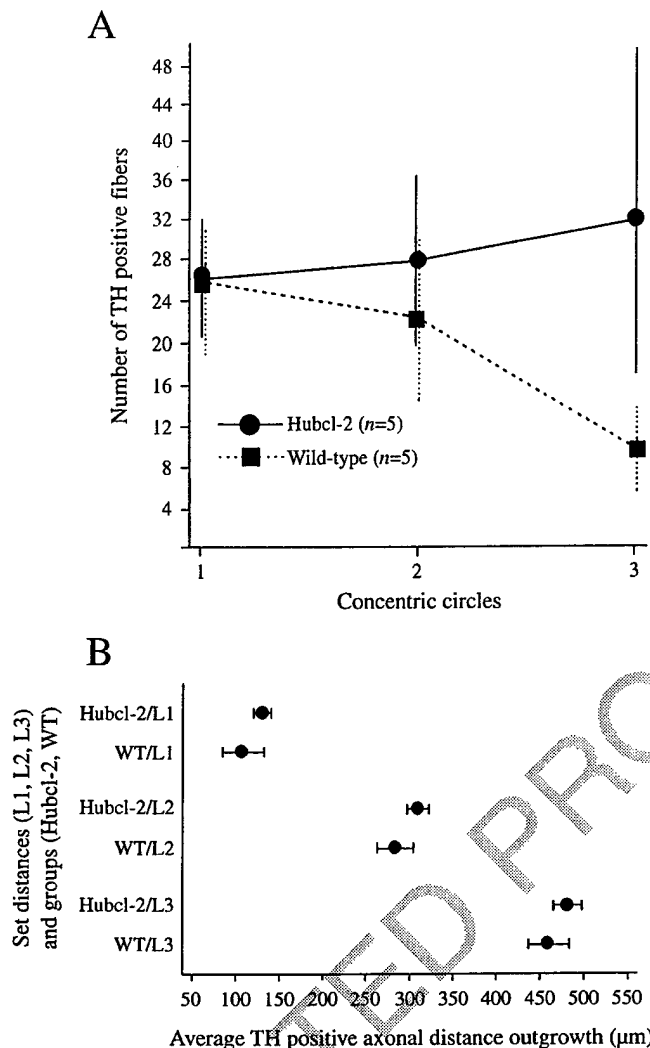 A
48
44
40
36
32
28
24
20
16
12
8
4
Number of TH positive fibers
Hubcl-2 (n=5)
Wild-type (n=5)
1 2 3
Concentric circles
B
Set distances (L1, L2, L3)
and groups (Hubcl-2, WT)
Hubcl-2/L1
WT/L1
Hubcl-2/L2
WT/L2
Hubcl-2/L3
WT/L3
50 100 150 200 250 300 350 400 450 500 550
Average TH positive axonal distance outgrowth (μm)
TED PRO